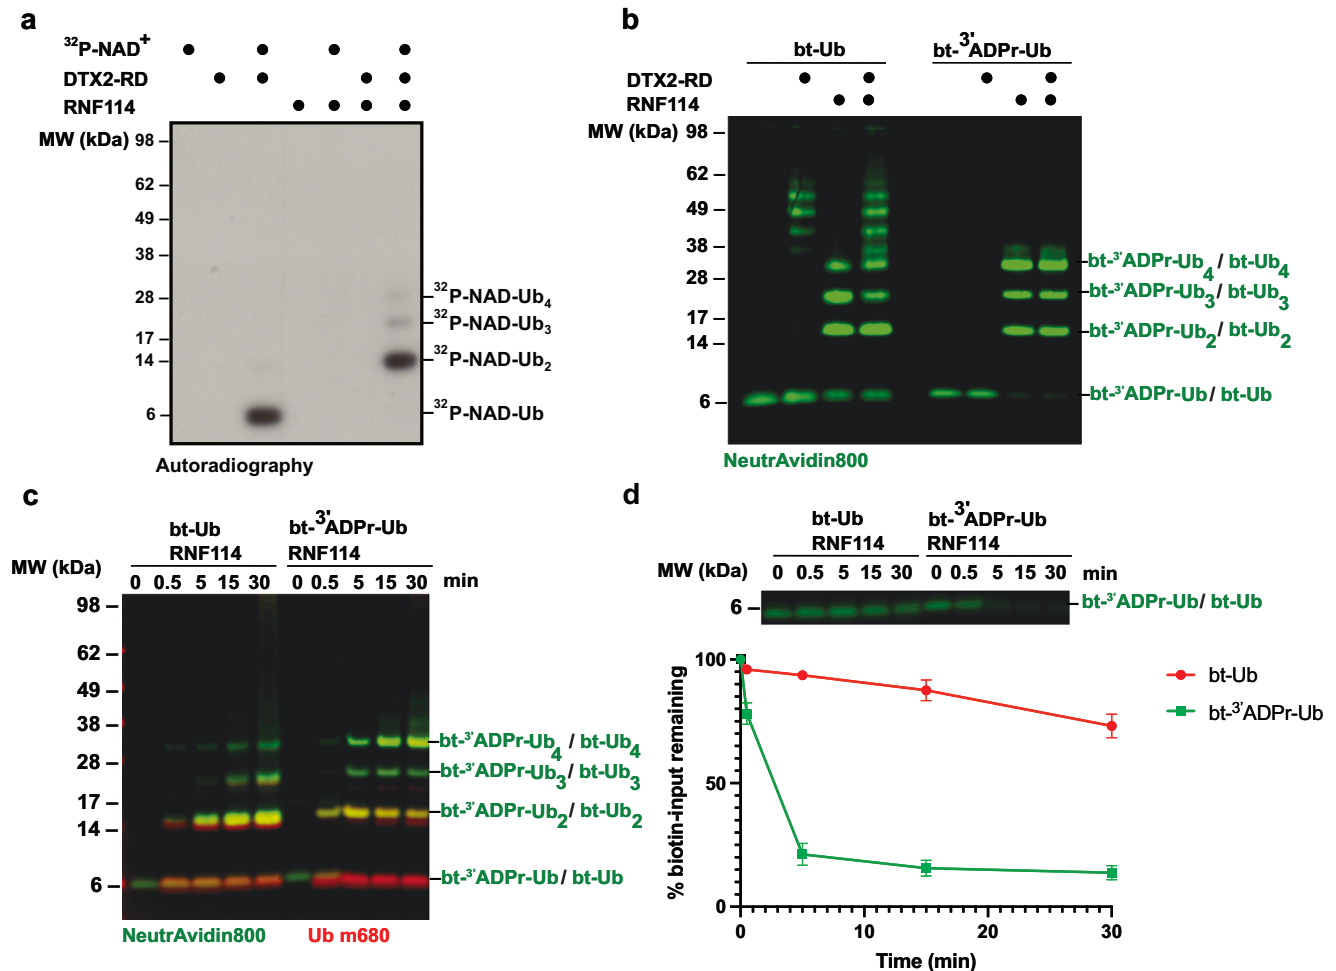 a
32P-NAD+
DTX2-RD
RNF114
MW (kDa) 98
62
49
38
28
17
14
6
32P-NAD-Ub4
32P-NAD-Ub3
32P-NAD-Ub2
32P-NAD-Ub
Autoradiography
b
bt-Ub bt-3'ADPr-Ub
DTX2-RD
RNF114
MW (kDa) 98
62
49
38
28
17
14
6
bt-3'ADPr-Ub4 / bt-Ub4
bt-3'ADPr-Ub3 / bt-Ub3
bt-3'ADPr-Ub2 / bt-Ub2
bt-3'ADPr-Ub / bt-Ub
NeutrAvidin800
c
bt-Ub bt-3'ADPr-Ub
RNF114 RNF114
MW (kDa) 0 0.5 5 15 30 0 0.5 5 15 30 min
98
62
49
38
28
17
14
6
bt-3'ADPr-Ub4 / bt-Ub4
bt-3'ADPr-Ub3 / bt-Ub3
bt-3'ADPr-Ub2 / bt-Ub2
bt-3'ADPr-Ub / bt-Ub
NeutrAvidin800 Ub m680
d
bt-Ub bt-3'ADPr-Ub
RNF114 RNF114
MW (kDa) 0 0.5 5 15 30 0 0.5 5 15 30 min
6
bt-3'ADPr-Ub/ bt-Ub
% biotin-input remaining
100
50
0
0 10 20 30
Time (min)
bt-Ub
bt-3'ADPr-Ub